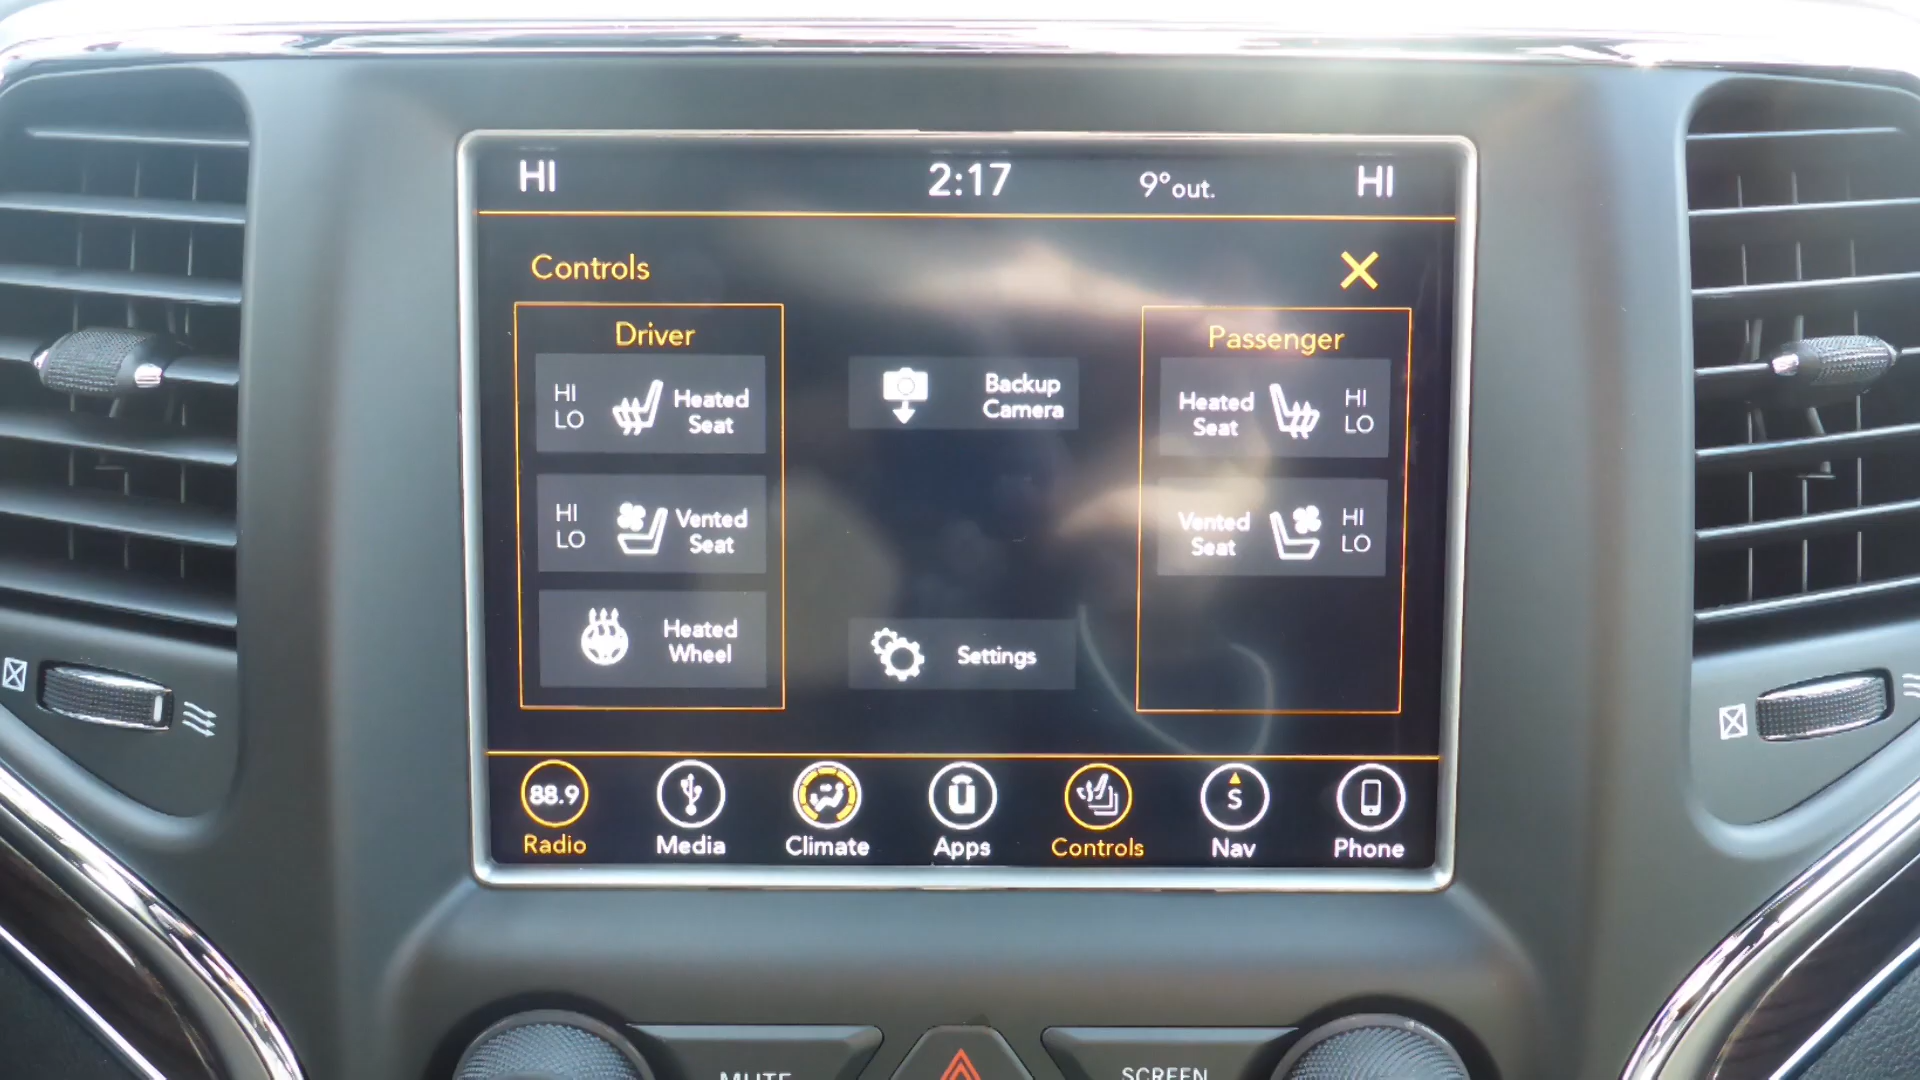 HI
2:17
9°out.
HI
Controls
Driver
Passenger
HI
LO
Heated
Seat
Backup
Camera
Heated
Seat
HI
LO
HI
LO
Vented
Seat
Vented
Seat
HI
LO
Heated
Wheel
Settings
88.9
S
Radio
Media
Climate
Apps
Controls
Nav
Phone
MUTE
SCREEN